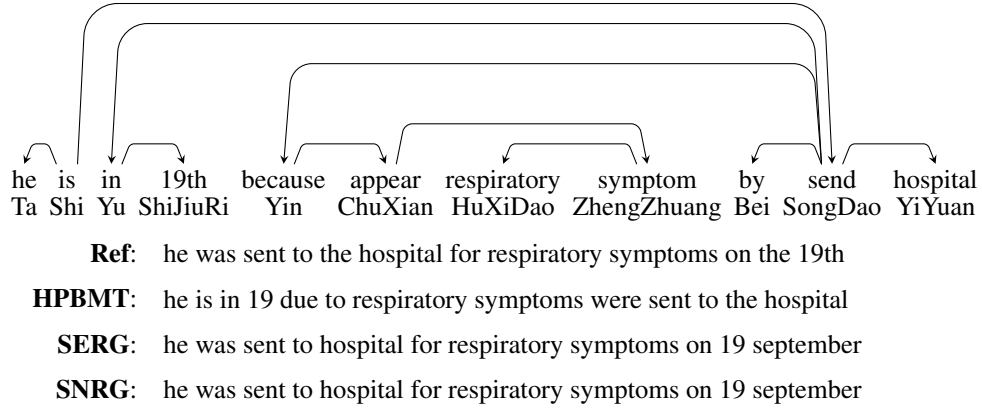 he is in 19th because appear respiratory symptom by send hospital
Ta Shi Yu ShiJiuRi Yin ChuXian HuXiDao ZhengZhuang Bei SongDao YiYuan
Ref: he was sent to the hospital for respiratory symptoms on the 19th
HPBMT: he is in 19 due to respiratory symptoms were sent to the hospital
SERG: he was sent to hospital for respiratory symptoms on 19 september
SNRG: he was sent to hospital for respiratory symptoms on 19 september